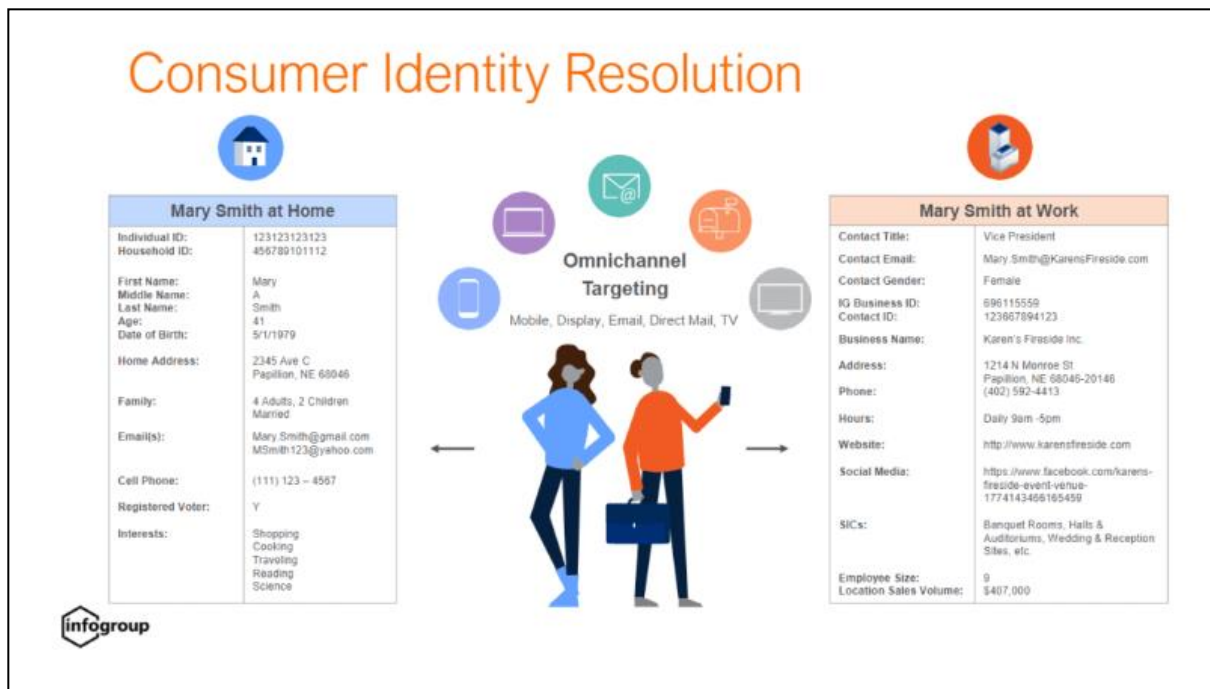 Consumer Identity Resolution
Mary Smith at Home
Individual ID: 123123123123
Household ID: 456789101112
First Name: Mary
Middle Name: A
Last Name: Smith
Age: 41
Date of Birth: 5/1/1979
Home Address: 2345 Ave C
Papillion, NE 68046
Family: 4 Adults, 2 Children
Married
Email(s): Mary.Smith@gmail.com
MSmith123@yahoo.com
Cell Phone: (111) 123 – 4567
Registered Voter: Y
Interests: Shopping
Cooking
Traveling
Reading
Science
Omnichannel
Targeting
Mobile, Display, Email, Direct Mail, TV
Mary Smith at Work
Contact Title: Vice President
Contact Email: Mary.Smith@KarensFireside.com
Contact Gender: Female
IG Business ID: 696115559
Contact ID: 123667894123
Business Name: Karen's Fireside Inc.
Address: 1214 N Monroe St
Papillion, NE 68046-20146
Phone: (402) 592-4413
Hours: Daily 9am -5pm
Website: http://www.karensfireside.com
Social Media: https://www.facebook.com/karens-
fireside-event-venue-
1774143466165459
SICs: Banquet Rooms, Halls &
Auditoriums, Wedding & Reception
Sites, etc.
Employee Size: 9
Location Sales Volume: $407,000
infogroup